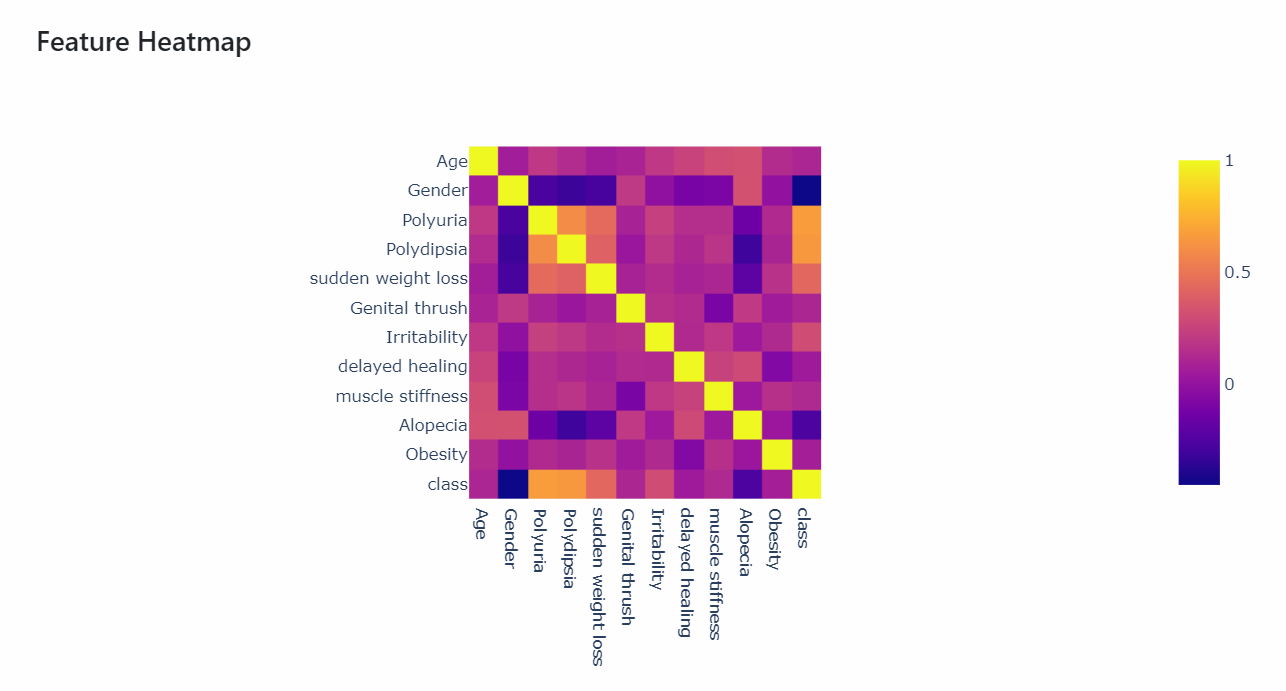 Feature Heatmap
Age
Gender
Polyuria
Polydipsia
sudden weight loss
Genital thrush
Irritability
delayed healing
muscle stiffness
Alopecia
Obesity
class
Age
Gender
Polyuria
Polydipsia
sudden weight loss
Genital thrush
Irritability
delayed healing
muscle stiffness
Alopecia
Obesity
class
1
0.5
0